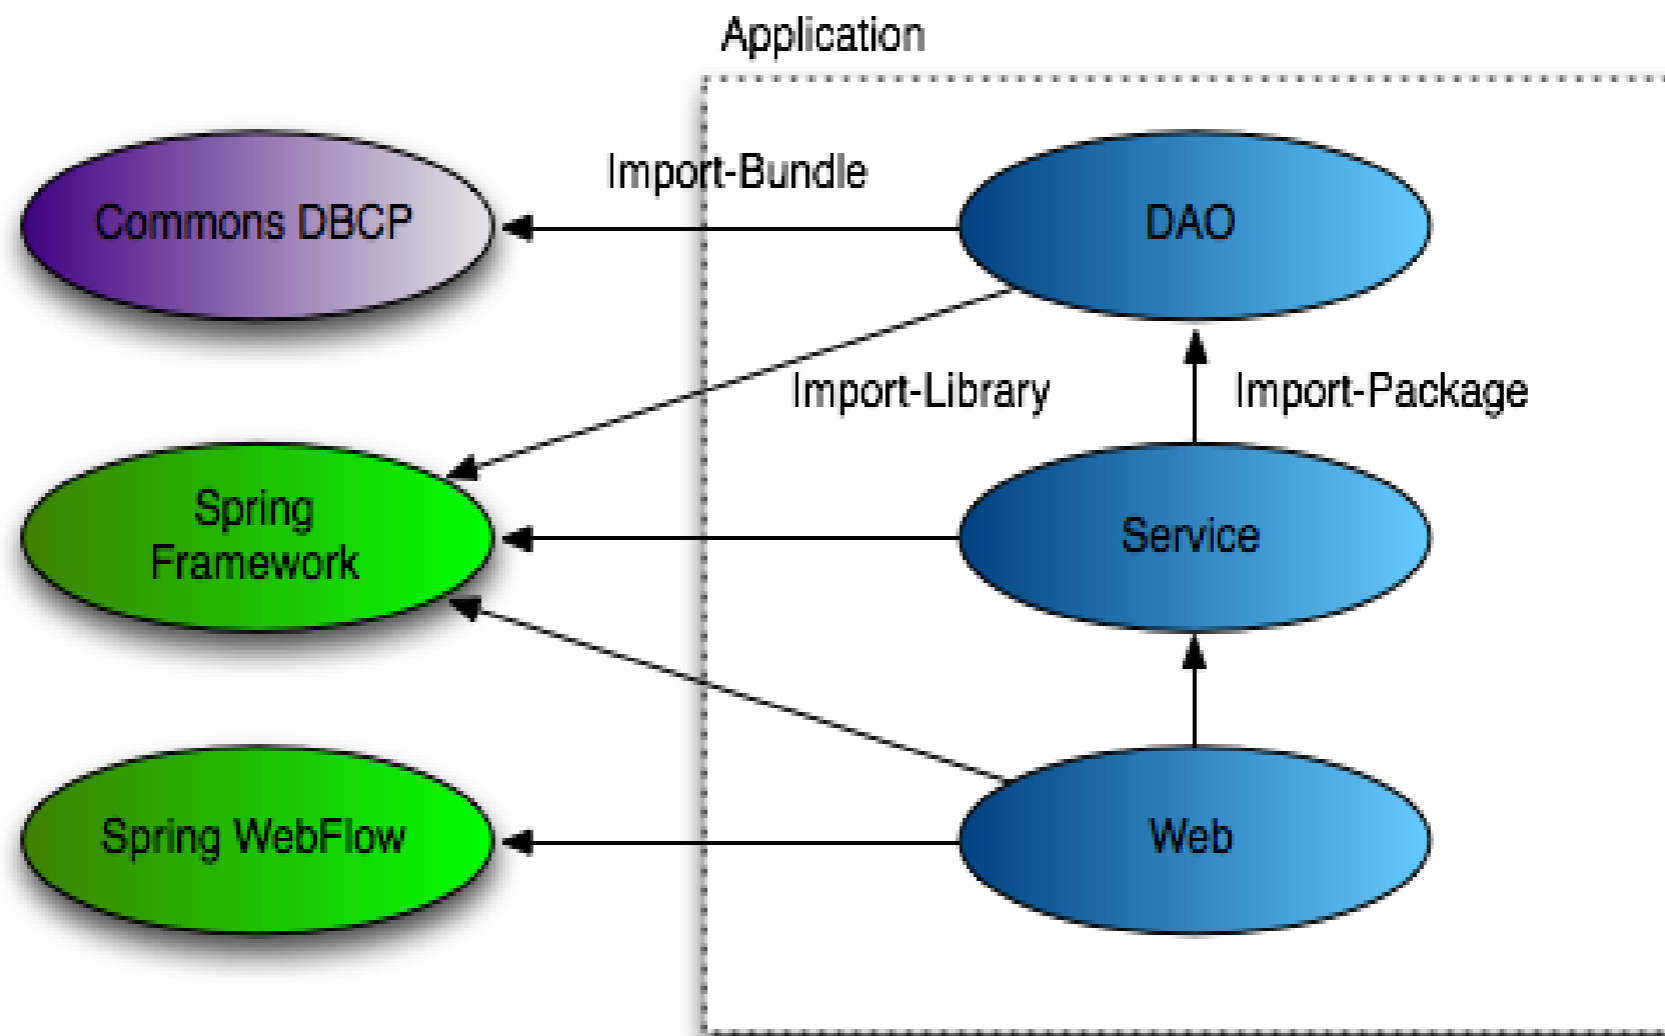 Application
Import-Bundle
Commons DBCP
DAO
Import-Library
Import-Package
Spring
Framework
Service
Spring WebFlow
Web